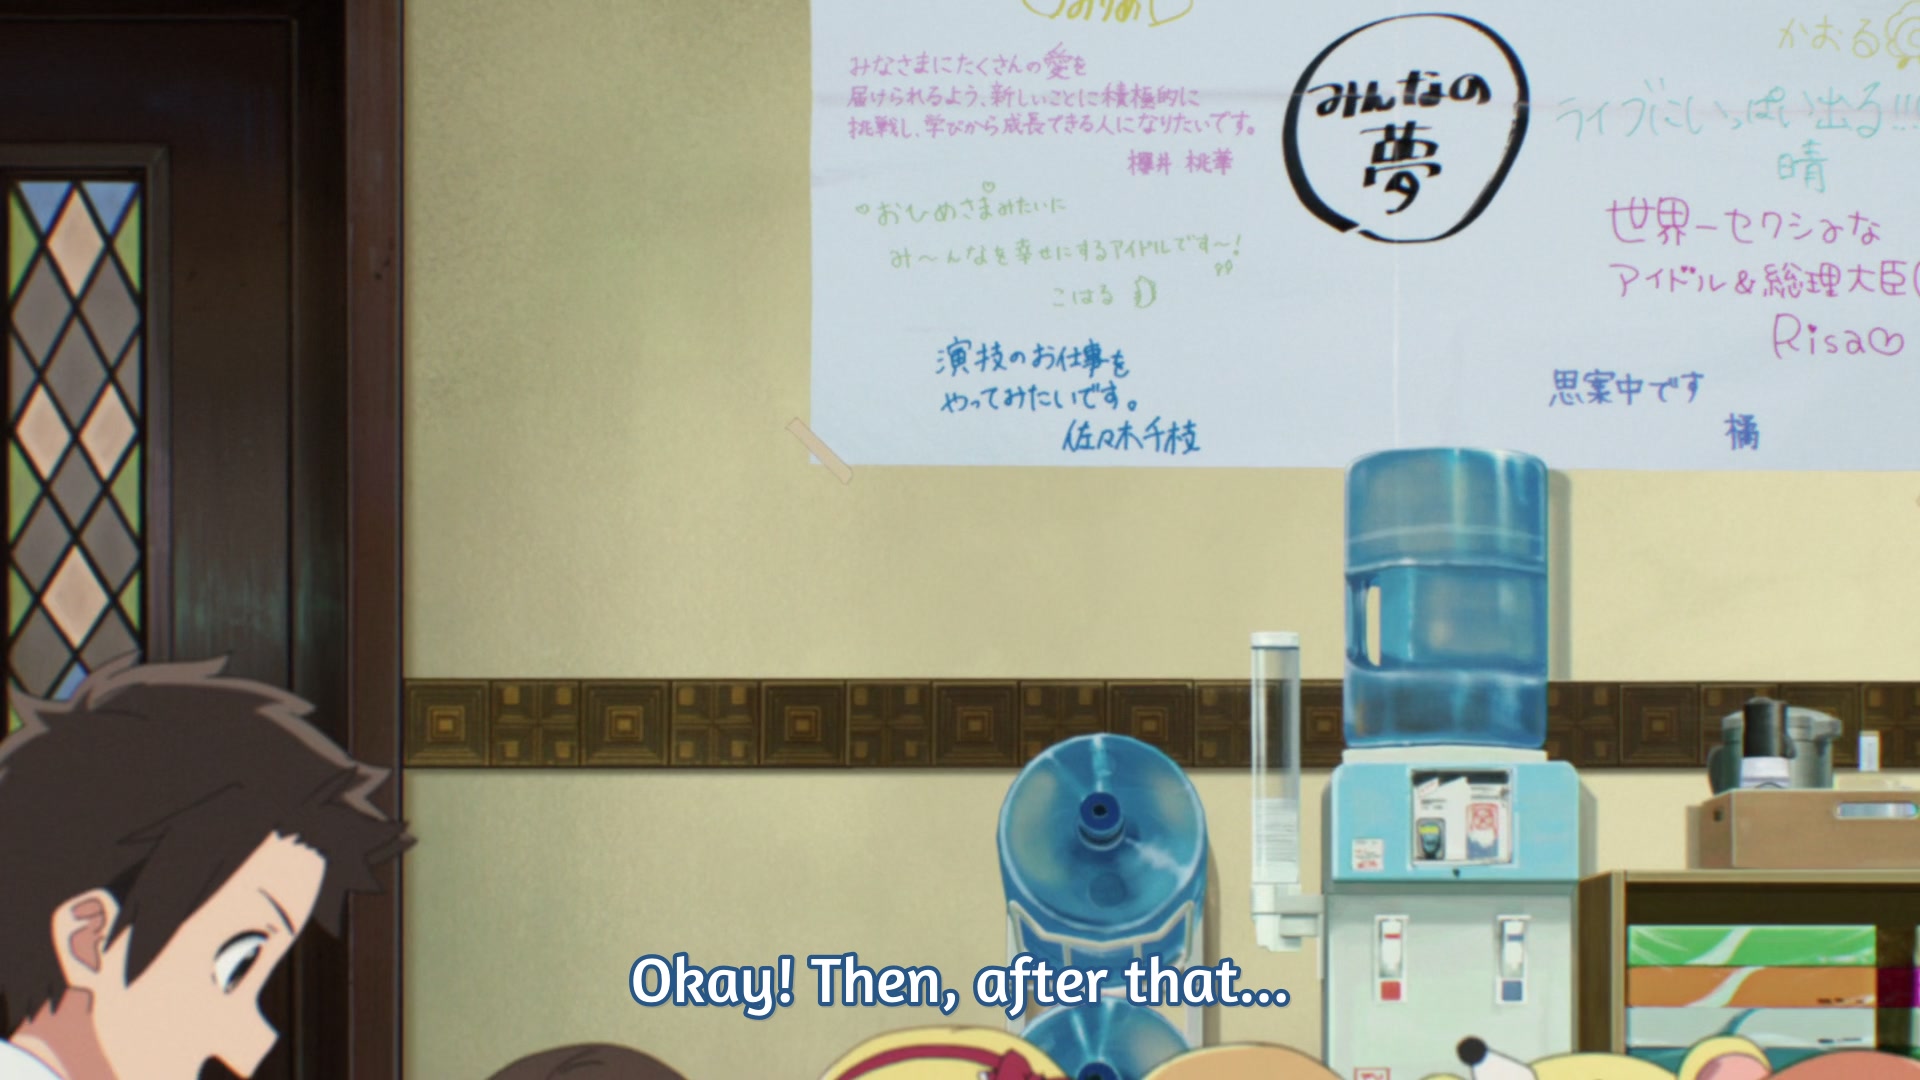 みりあ
みなさまにたくさんの愛を
届けられるよう、新しいことに積極的に
挑戦し、学びから成長できる人になりたいです。
櫻井 桃華
おひめさまみたいに
み〜んなを幸せにするアイドルです〜!
こはる
演技のお仕事を
やってみたいです。
佐々木千枝
みんなの
夢
かおる
ライブにいっぱい出る!!!
晴
世界一セクシーな
アイドル&総理大臣
Risa
思案中です
橘
Okay! Then, after that...